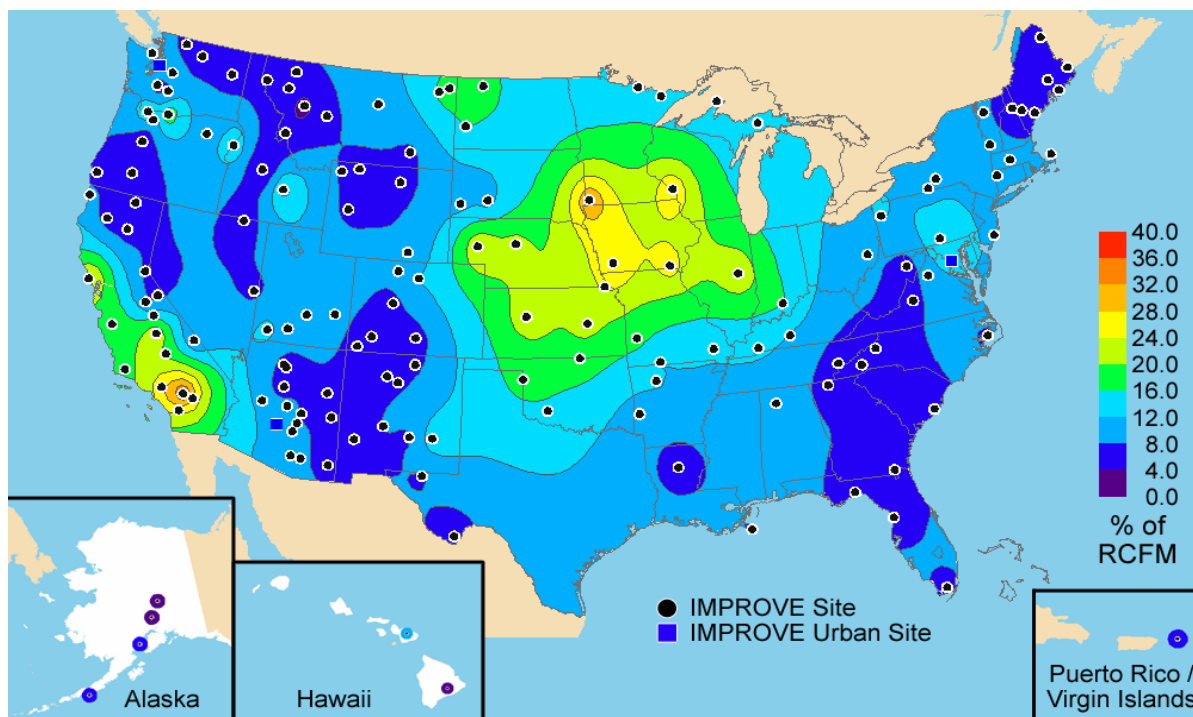 40.0
36.0
32.0
28.0
24.0
20.0
16.0
12.0
8.0
4.0
0.0
% of
RCFM
IMPROVE Site
IMPROVE Urban Site
Alaska
Hawaii
Puerto Rico /
Virgin Islands